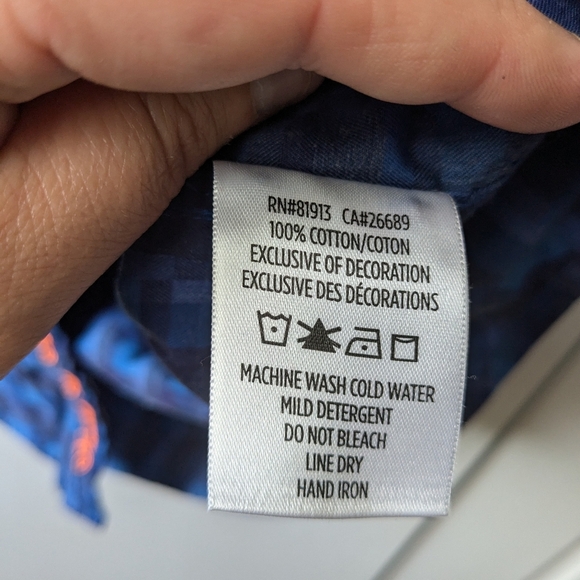 RN#81913 CA#26689
100% COTTON/COTON
EXCLUSIVE OF DECORATION
EXCLUSIVE DES DÉCORATIONS
MACHINE WASH COLD WATER
MILD DETERGENT
DO NOT BLEACH
LINE DRY
HAND IRON